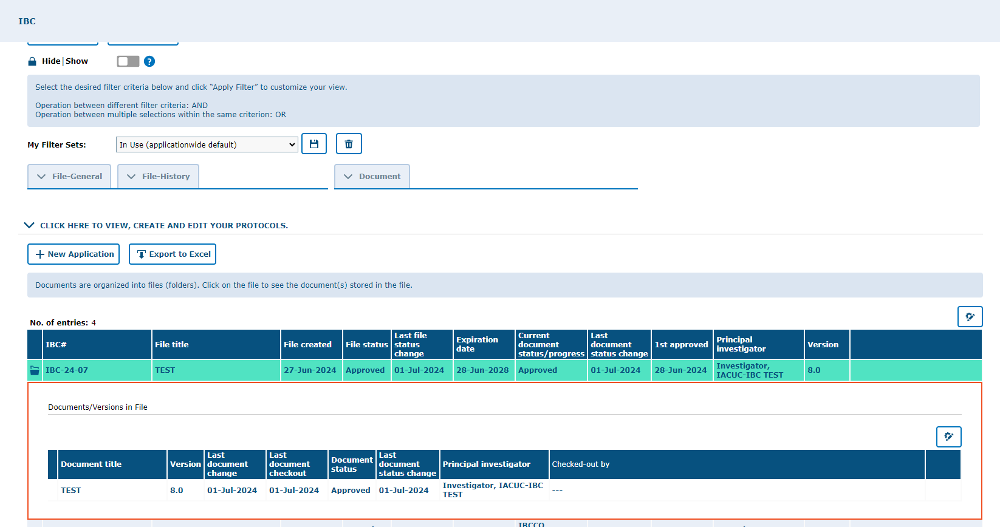 IBC
Hide|Show ?
Select the desired filter criteria below and click “Apply Filter” to customize your view.
Operation between different filter criteria: AND
Operation between multiple selections within the same criterion: OR
My Filter Sets: In Use (applicationwide default)
File-General File-History Document
CLICK HERE TO VIEW, CREATE AND EDIT YOUR PROTOCOLS.
New Application Export to Excel
Documents are organized into files (folders). Click on the file to see the document(s) stored in the file.
No. of entries: 4
IBC# File title File created File status Last file status change Expiration date Current document status/progress Last document status change 1st approved Principal investigator Version
IBC-24-07 TEST 27-Jun-2024 Approved 01-Jul-2024 28-Jun-2028 Approved 01-Jul-2024 28-Jun-2024 Investigator, IACUC-IBC TEST 8.0
Documents/Versions in File
Document title Version Last document change Last document checkout Document status Last document status change Principal investigator Checked-out by
TEST 8.0 01-Jul-2024 01-Jul-2024 Approved 01-Jul-2024 Investigator, IACUC-IBC TEST ---
IBCCO